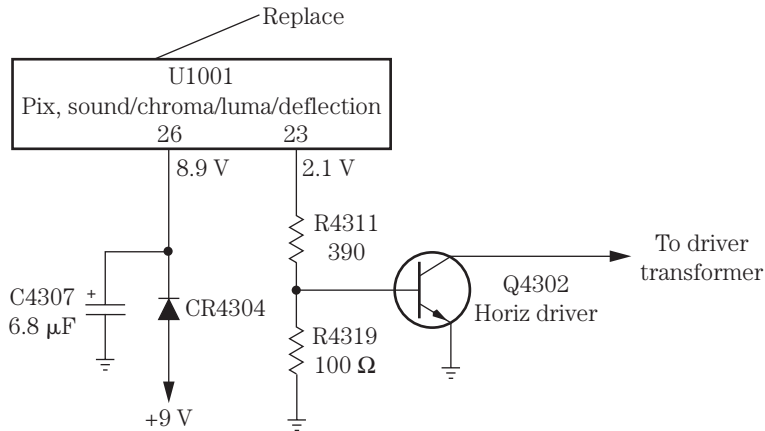 Replace
U1001
Pix, sound/chroma/luma/deflection
26 23
8.9 V 2.1 V
R4311
390
To driver
transformer
C4307 +
6.8 µF
CR4304
Q4302
Horiz driver
R4319
100 Ω
+9 V